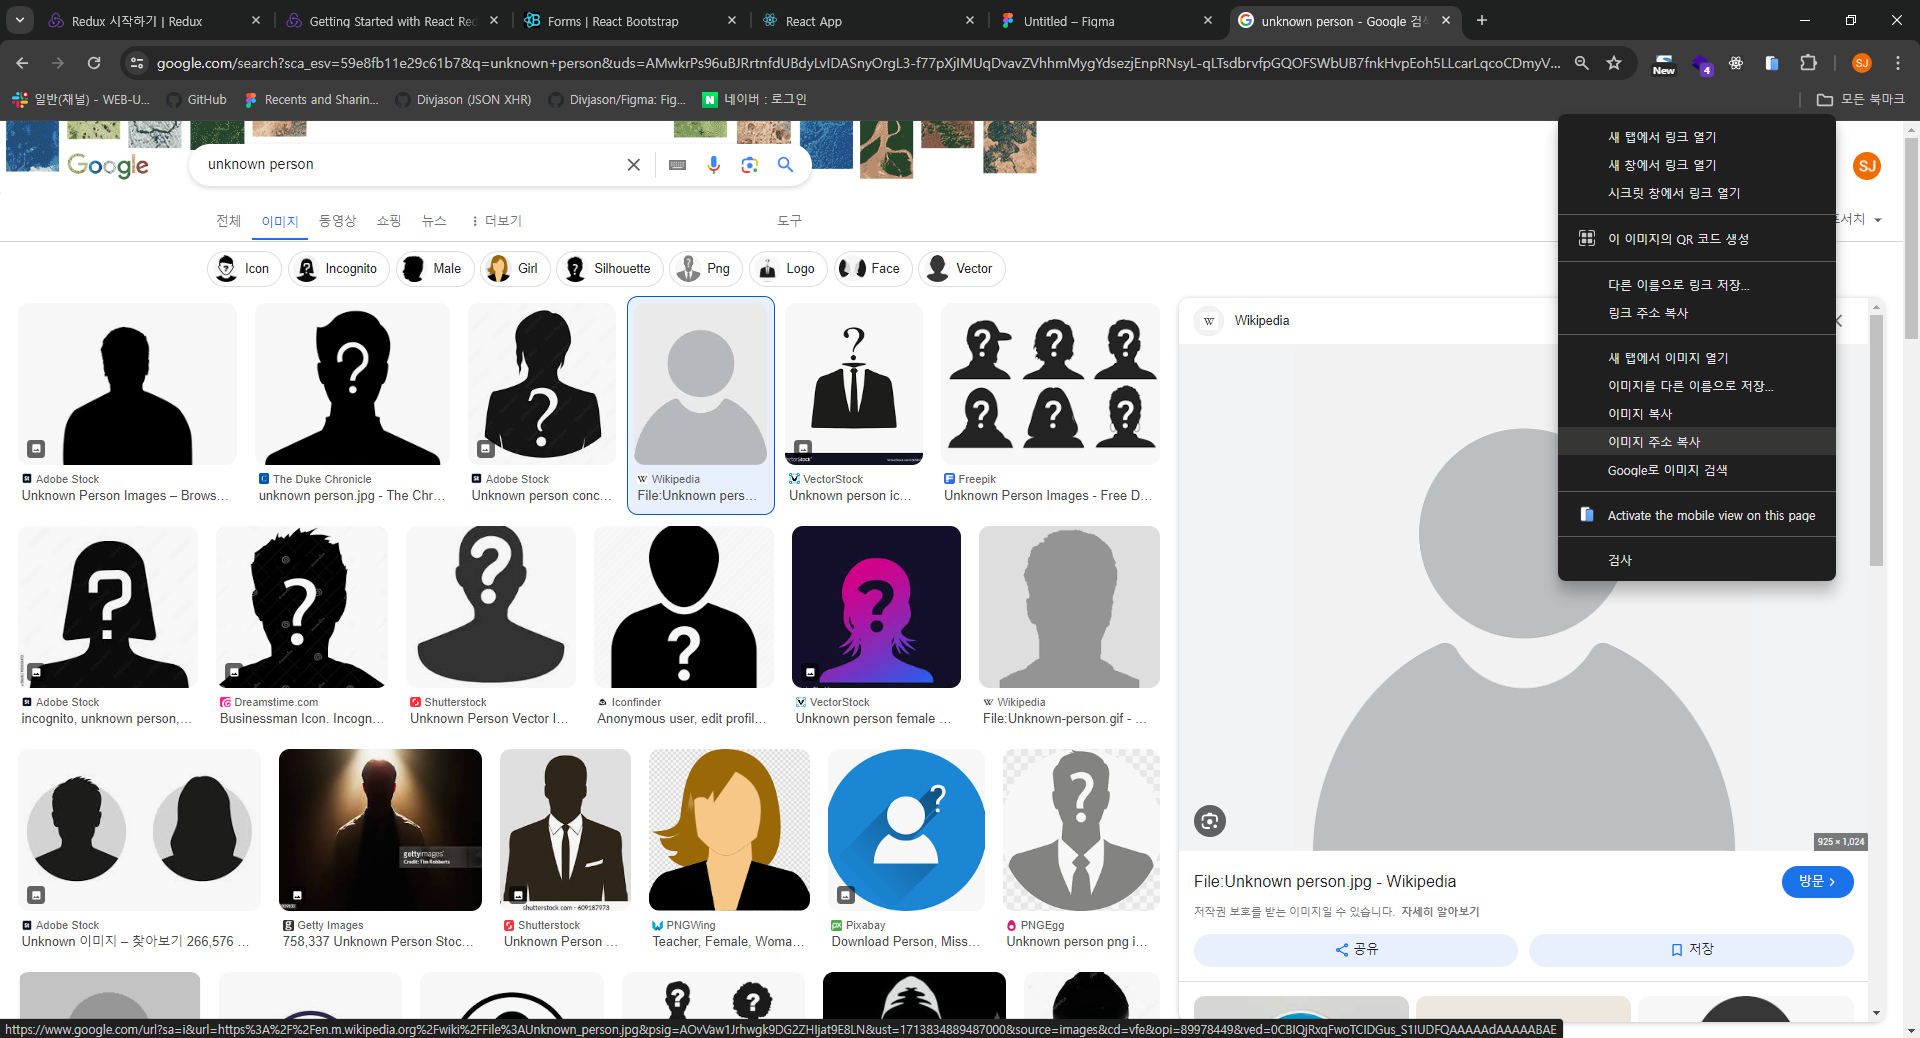 Redux 시작하기 | Redux
Getting Started with React Red
Forms | React Bootstrap
React App
Untitled – Figma
unknown person - Google 검색
google.com/search?sca_esv=59e8fb11e29c61b7&q=unknown+person&uds=AMwkrPs96uBJRrtnfdUBdyLvIDASnyOrgL3-f77pXjIMUqDvavZVhhmMygYdsezjEnpRNsyL-qLTsdbrvfpGQOFSWbUB7fnkHvpEoh5LLcarLqcoCDmyV...
New
4
SJ
일반(채널) - WEB-U...
GitHub
Recents and Sharin...
Divjason (JSON XHR)
Divjason/Figma: Fig...
네이버 : 로그인
모든 북마크
Google
unknown person
SJ
전체
이미지
동영상
쇼핑
뉴스
더보기
도구
프서치
Icon
Incognito
Male
Girl
Silhouette
Png
Logo
Face
Vector
새 탭에서 링크 열기
새 창에서 링크 열기
시크릿 창에서 링크 열기
이 이미지의 QR 코드 생성
다른 이름으로 링크 저장...
링크 주소 복사
새 탭에서 이미지 열기
이미지를 다른 이름으로 저장...
이미지 복사
이미지 주소 복사
Google로 이미지 검색
Activate the mobile view on this page
검사
Adobe Stock
Unknown Person Images – Brows...
The Duke Chronicle
unknown person.jpg - The Chr...
Adobe Stock
Unknown person conc...
Wikipedia
File:Unknown pers...
VectorStock
Unknown person ic...
Freepik
Unknown Person Images - Free D...
Adobe Stock
incognito, unknown person,...
Dreamstime.com
Businessman Icon. Incogn...
Shutterstock
Unknown Person Vector I...
Iconfinder
Anonymous user, edit profil...
VectorStock
Unknown person female ...
Wikipedia
File:Unknown-person.gif - ...
gettyimages
Credit: Tim Robberts
shutterstock.com · 609187973
Adobe Stock
Unknown 이미지 – 찾아보기 266,576 ...
Getty Images
758,337 Unknown Person Stoc...
Shutterstock
Unknown Person ...
PNGWing
Teacher, Female, Woma...
Pixabay
Download Person, Miss...
PNGEgg
Unknown person png i...
W
Wikipedia
925 × 1,024
File:Unknown person.jpg - Wikipedia
방문
저작권 보호를 받는 이미지일 수 있습니다. 자세히 알아보기
공유
저장
https://www.google.com/url?sa=i&url=https%3A%2F%2Fen.m.wikipedia.org%2Fwiki%2FFile%3AUnknown_person.jpg&psig=AOvVaw1Jrhwgk9DG2ZHIjat9E8LN&ust=1713834889487000&source=images&cd=vfe&opi=89978449&ved=0CBIQjRxqFwoTCIDGus_S1IUDFQAAAAAdAAAAABAE